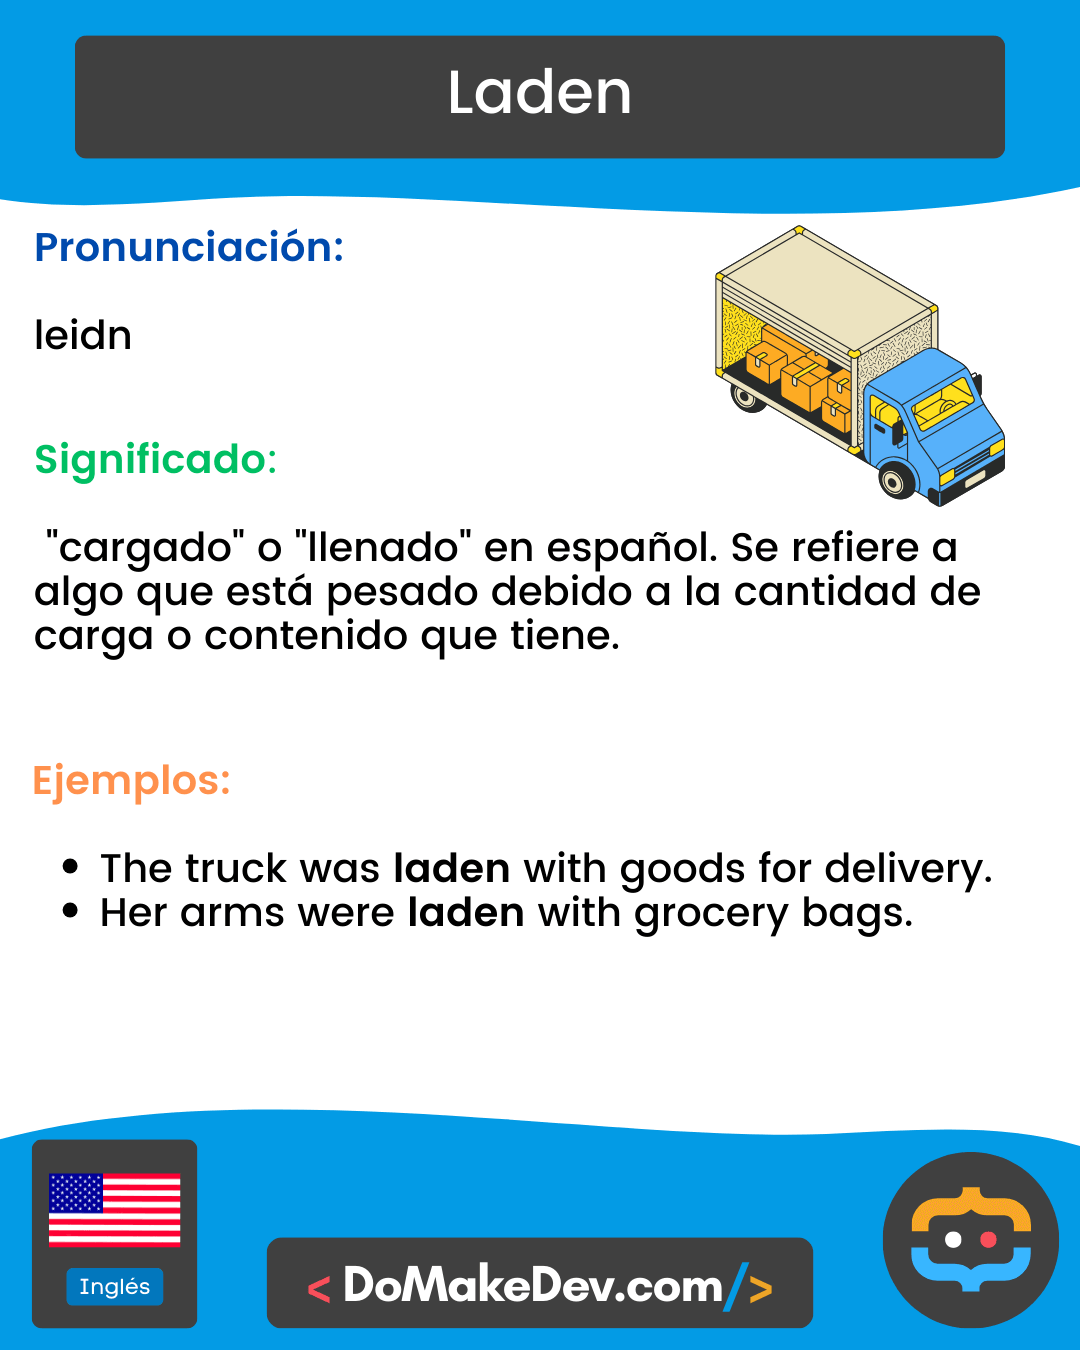 Laden
Pronunciación:
leidn
Significado:
"cargado" o "llenado" en español. Se refiere a
algo que está pesado debido a la cantidad de
carga o contenido que tiene.
Ejemplos:
• The truck was laden with goods for delivery.
• Her arms were laden with grocery bags.
Inglés
< DoMakeDev.com/>